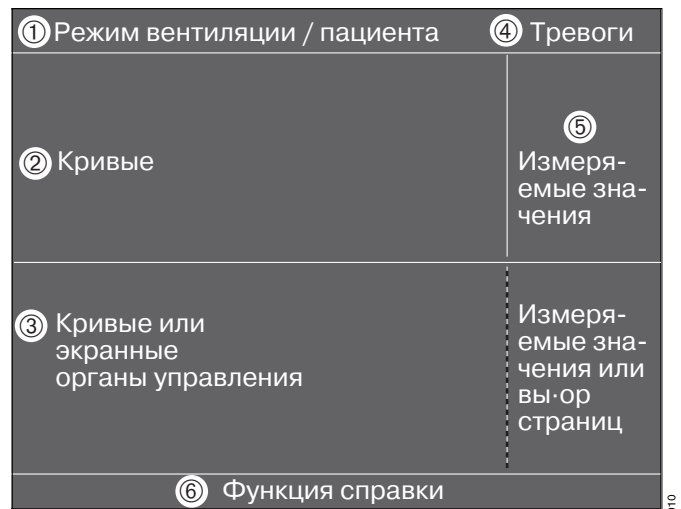 ① Режим вентиляции / пациента
④ Тревоги
② Кривые
⑤
Измеря-
емые зна-
чения
③ Кривые или
экранные
органы управления
Измеря-
емые зна-
чения или
вы·ор
страниц
⑥ Функция справки
010